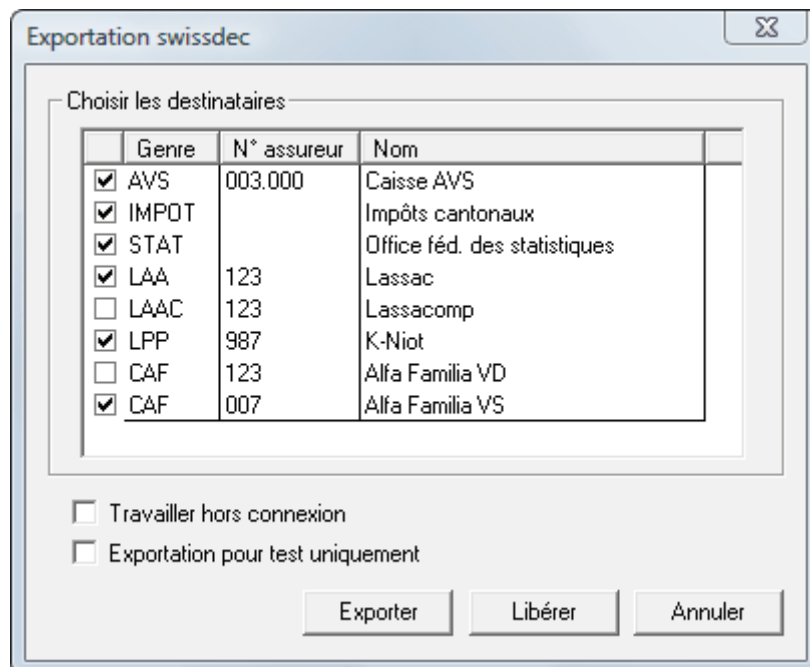 Exportation swissdec
Choisir les destinataires
Genre N° assureur Nom
AVS 003.000 Caisse AVS
IMPOT Impôts cantonaux
STAT Office féd. des statistiques
LAA 123 Lassac
LAAC 123 Lassacomp
LPP 987 K-Niot
CAF 123 Alfa Familia VD
CAF 007 Alfa Familia VS
Travailler hors connexion
Exportation pour test uniquement
Exporter Libérer Annuler